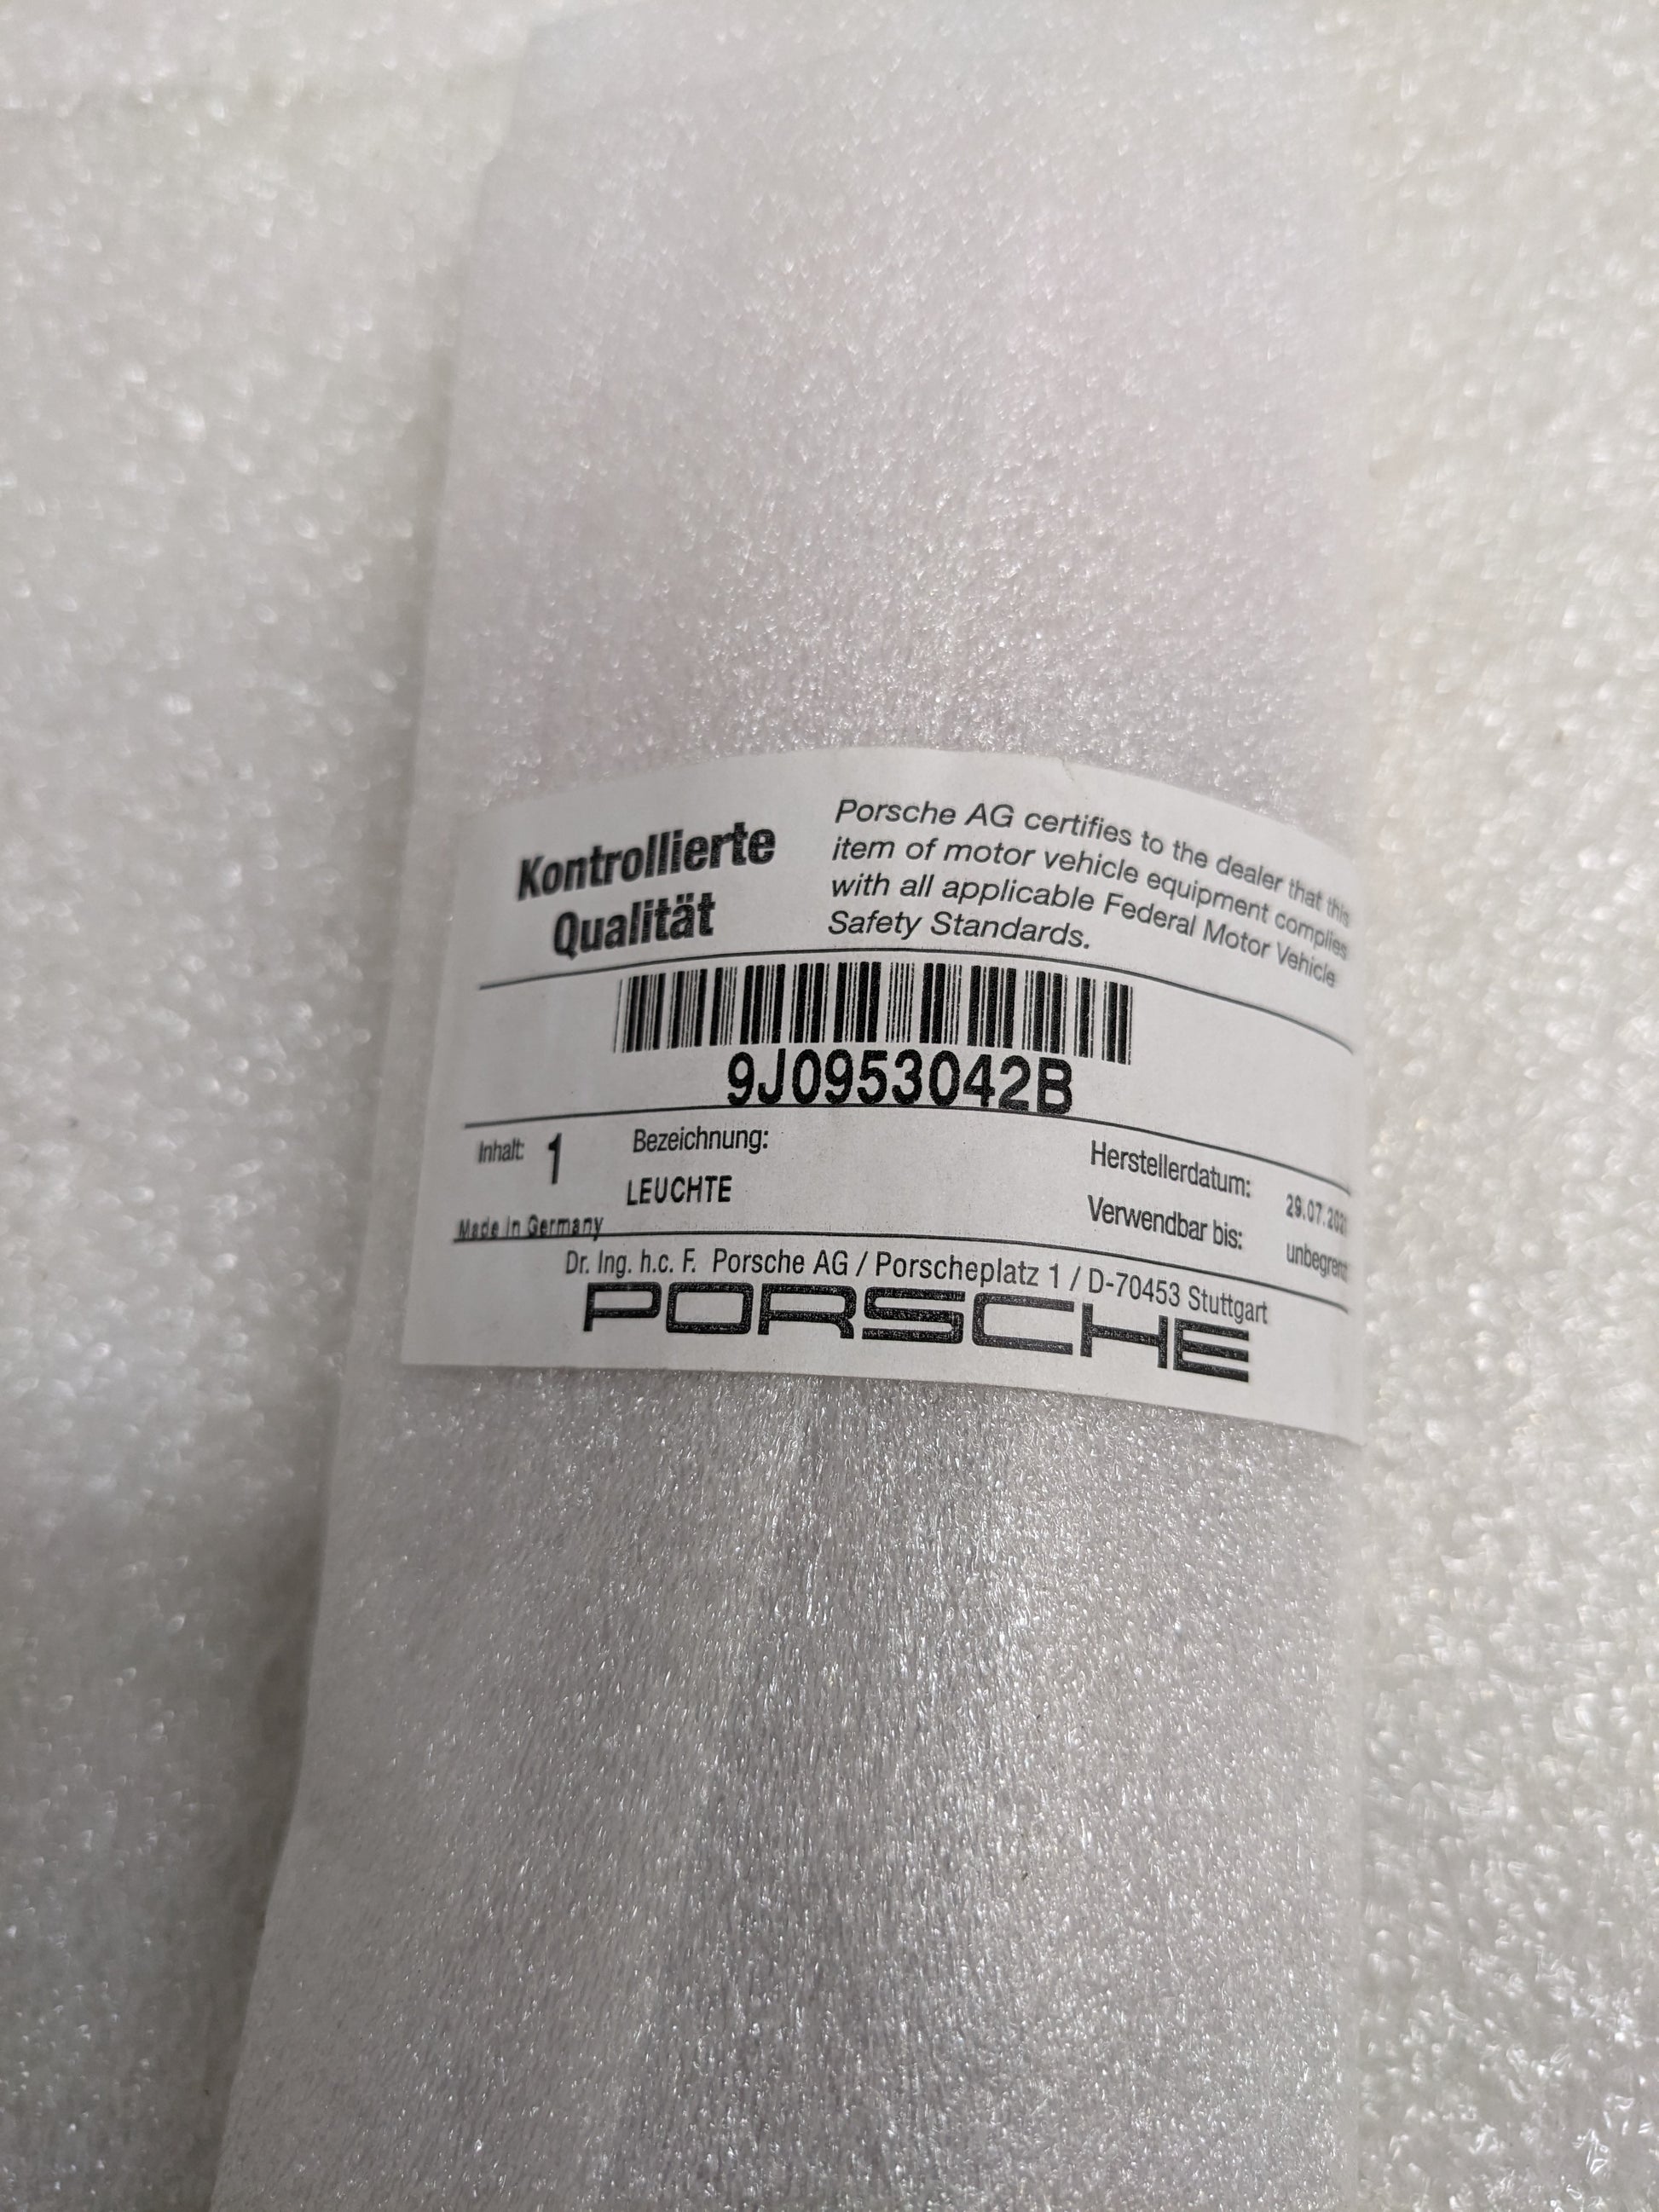 Kontrollierte
Qualität
Porsche AG certifies to the dealer that this
item of motor vehicle equipment complies
with all applicable Federal Motor Vehicle
Safety Standards.
9J0953042B
Inhalt: 1
Bezeichnung:
LEUCHTE
Made in Germany
Herstellerdatum:
Verwendbar bis:
Dr. Ing. h.c. F. Porsche AG / Porscheplatz 1 / D-70453 Stuttgart
PORSCHE